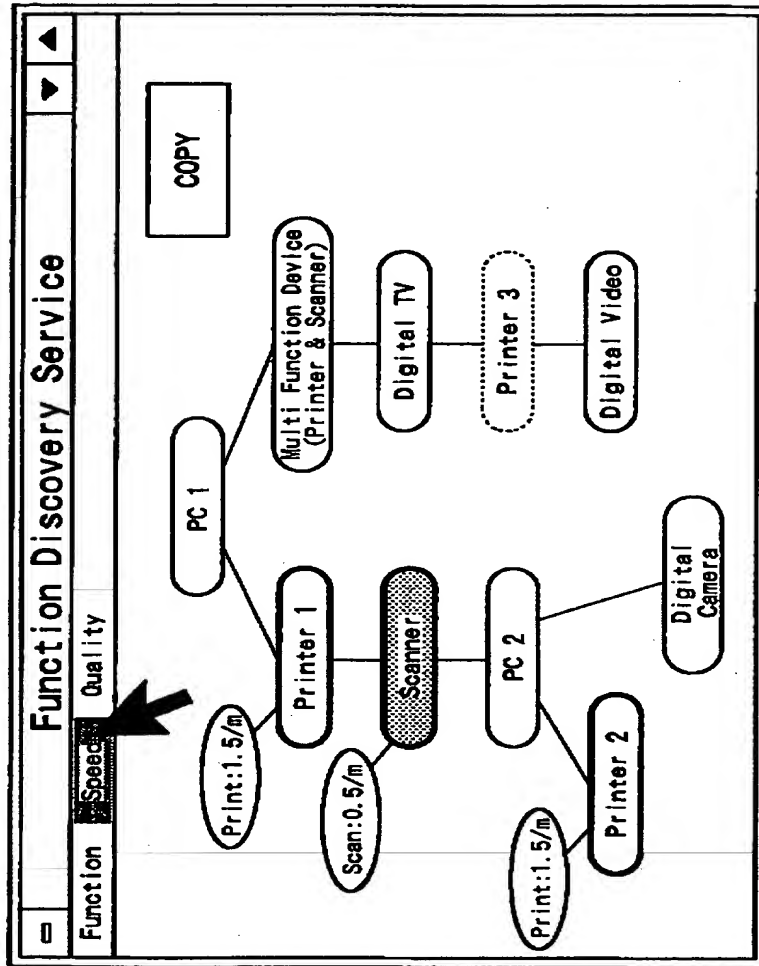 Function Discovery Service
Function Speed Quality
COPY
PC 1
Print:1.5/m
Printer 1
Multi Function Device
(Printer & Scanner)
Scan:0.5/m
Scanner
Digital TV
PC 2
Printer 3
Print:1.5/m
Printer 2
Digital
Camera
Digital Video